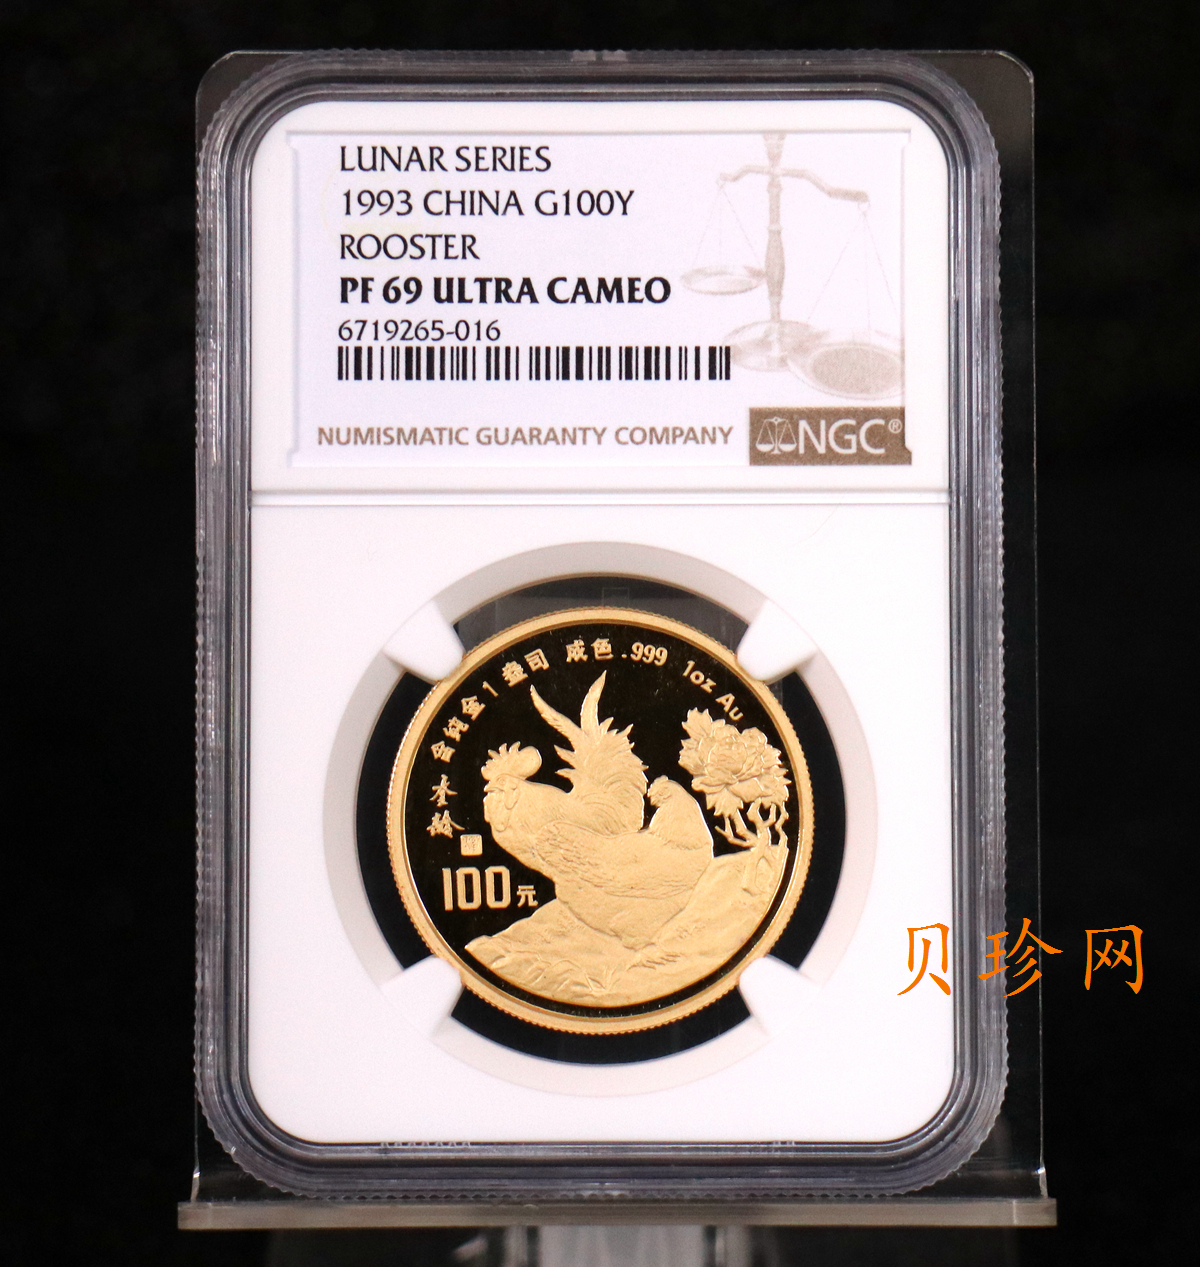 LUNAR SERIES
1993 CHINA G100Y
ROOSTER
PF 69 ULTRA CAMEO
6719265-016
NUMISMATIC GUARANTY COMPANY
NGC®
含纯金1盎司 成色.999 1oz Au
100元
贝珍网